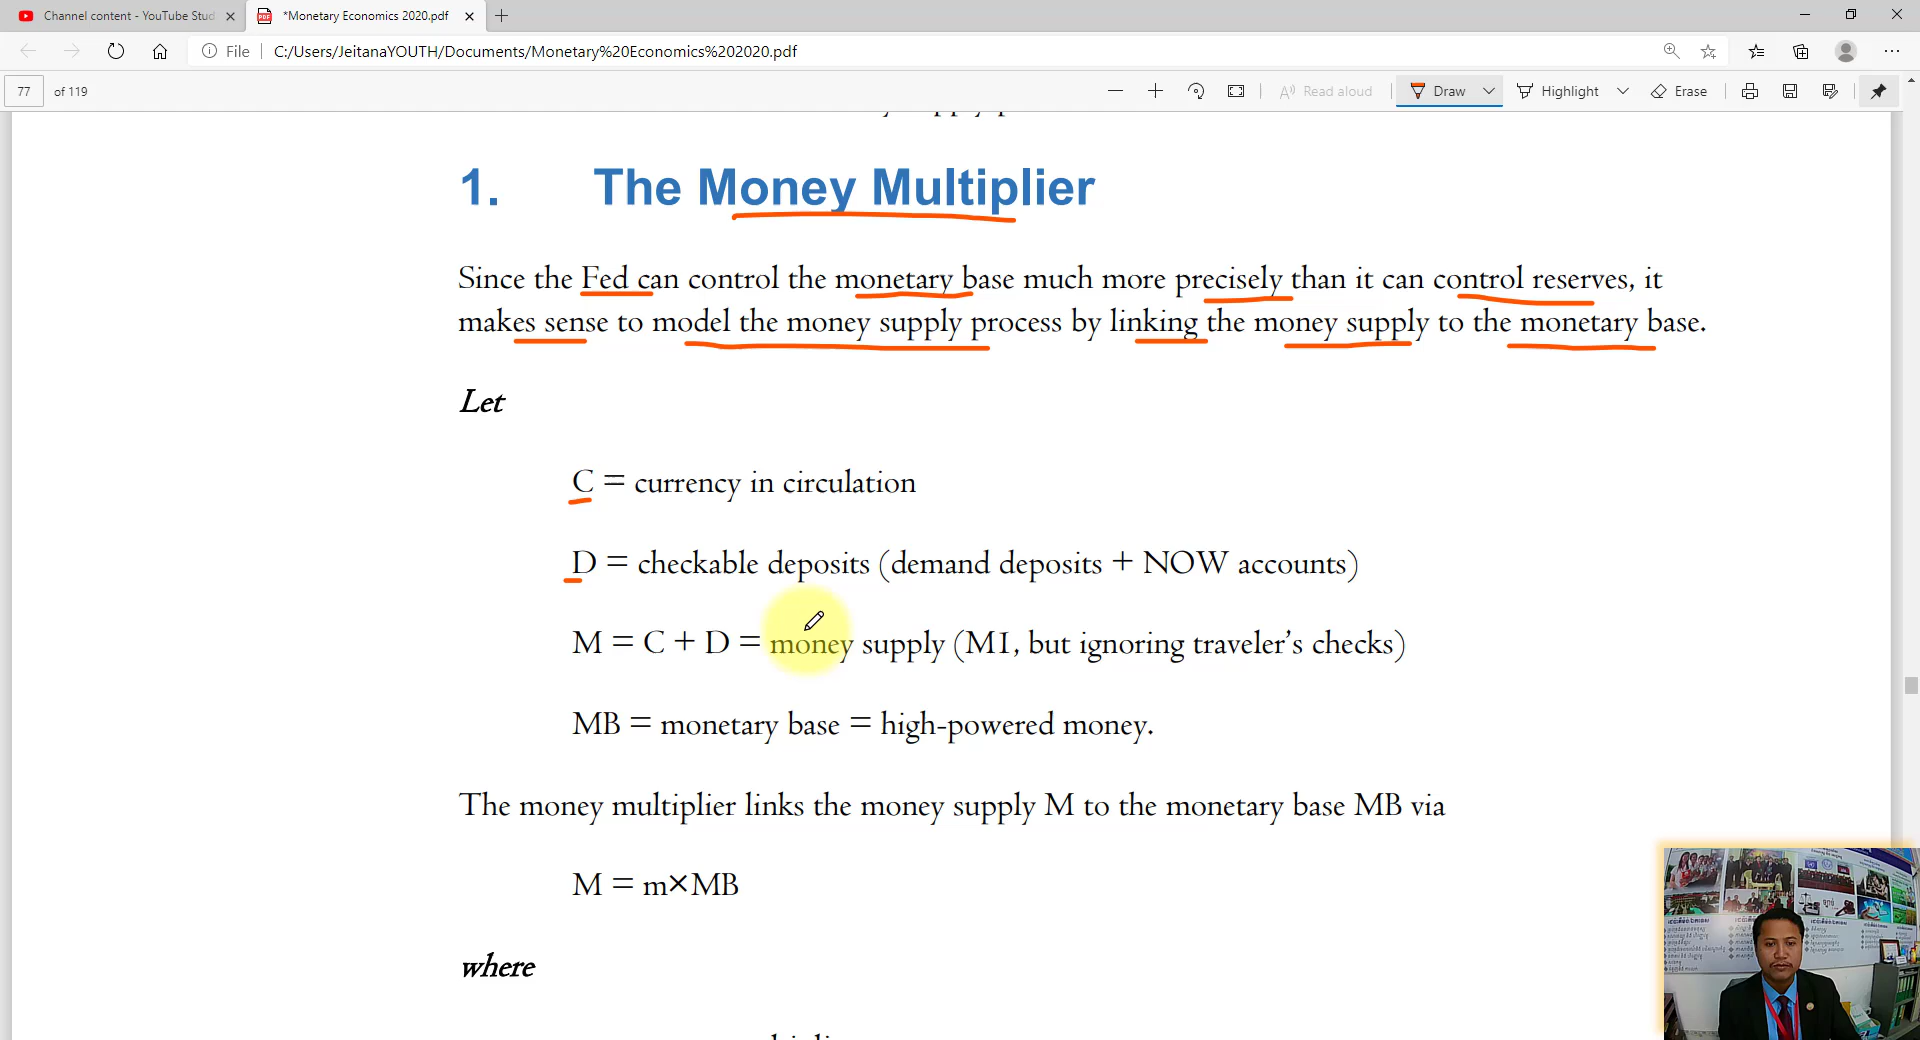 Channel content - YouTube Stud
*Monetary Economics 2020.pdf
File
C:/Users/JeitanaYOUTH/Documents/Monetary%20Economics%202020.pdf
77 of 119
Read aloud
Draw
Highlight
Erase
1. The Money Multiplier
Since the Fed can control the monetary base much more precisely than it can control reserves, it
makes sense to model the money supply process by linking the money supply to the monetary base.
Let
C = currency in circulation
D = checkable deposits (demand deposits + NOW accounts)
M = C + D = money supply (M1, but ignoring traveler’s checks)
MB = monetary base = high-powered money.
The money multiplier links the money supply M to the monetary base MB via
M = m×MB
where